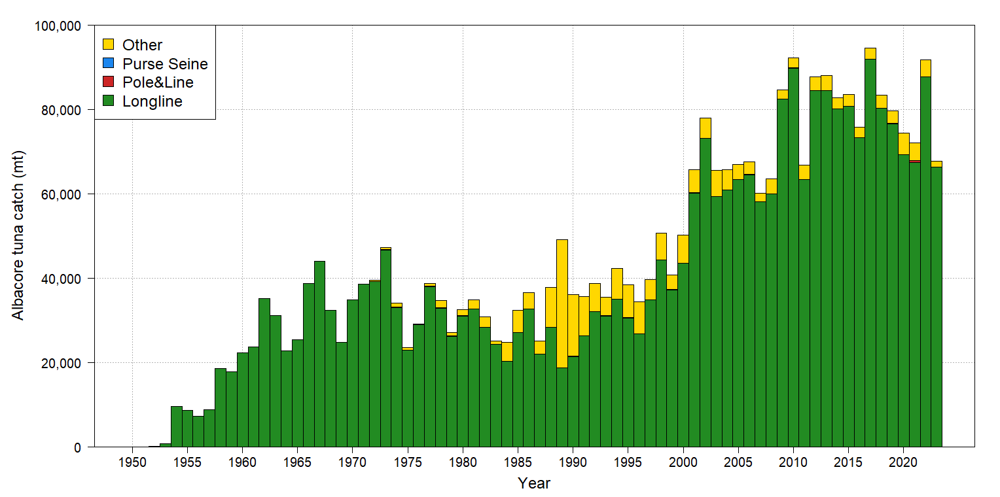 100,000
80,000
60,000
40,000
20,000
0
Albacore tuna catch (mt)
Other
Purse Seine
Pole&Line
Longline
1950 1955 1960 1965 1970 1975 1980 1985 1990 1995 2000 2005 2010 2015 2020
Year